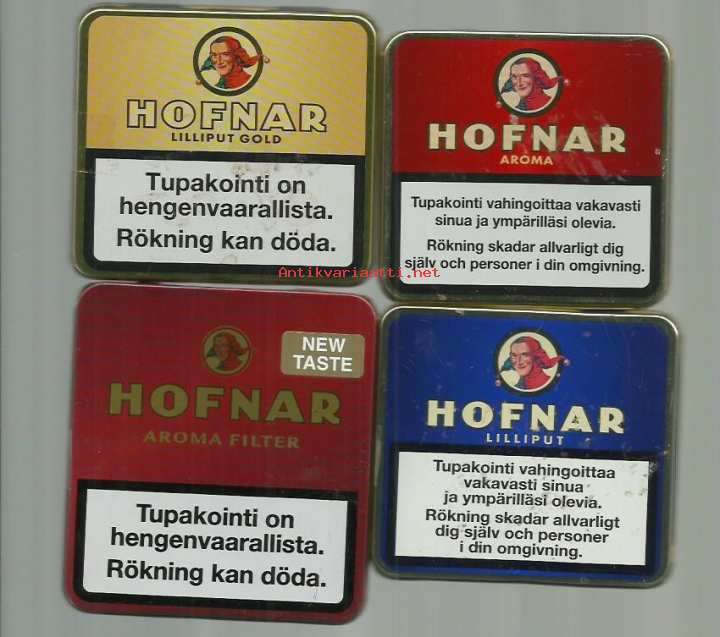 HOFNAR
LILLIPUT GOLD
Tupakointi on
hengenvaarallista.
Rökning kan döda.
HOFNAR
AROMA
Tupakointi vahingoittaa vakavasti
sinua ja ympärilläsi olevia.
Rökning skadar allvarligt dig
själv och personer i din omgivning.
Antikvariaatti.net
NEW
TASTE
HOFNAR
AROMA FILTER
Tupakointi on
hengenvaarallista.
Rökning kan döda.
HOFNAR
LILLIPUT
Tupakointi vahingoittaa
vakavasti sinua
ja ympärilläsi olevia.
Rökning skadar allvarligt
dig själv och personer
i din omgivning.